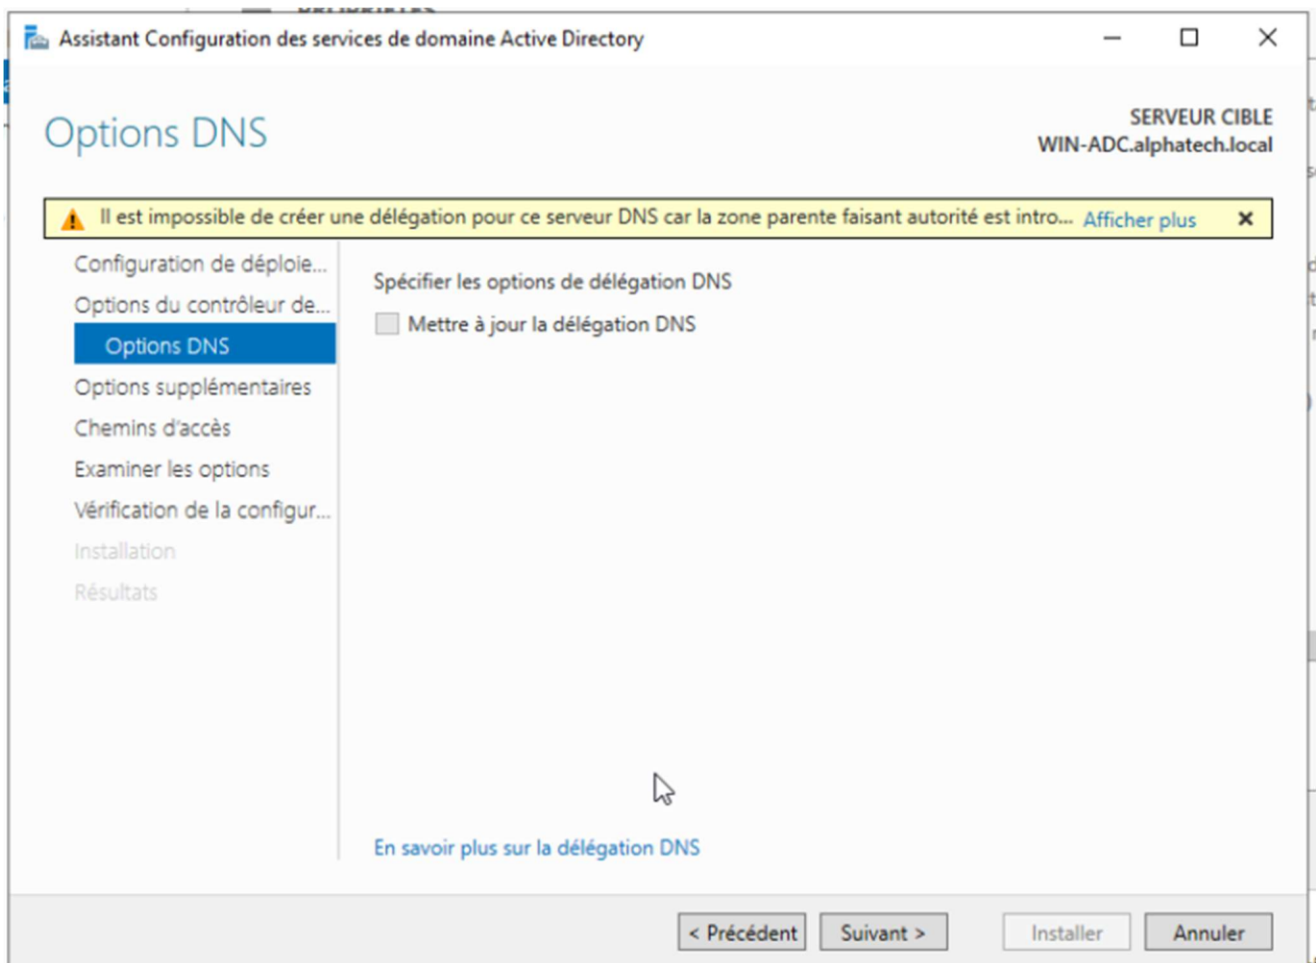 PROPRIÉTÉS
Assistant Configuration des services de domaine Active Directory
Options DNS
SERVEUR CIBLE
WIN-ADC.alphatech.local
Il est impossible de créer une délégation pour ce serveur DNS car la zone parente faisant autorité est intro... Afficher plus
Configuration de déploie...
Options du contrôleur de...
Options DNS
Options supplémentaires
Chemins d'accès
Examiner les options
Vérification de la configur...
Installation
Résultats
Spécifier les options de délégation DNS
Mettre à jour la délégation DNS
En savoir plus sur la délégation DNS
< Précédent
Suivant >
Installer
Annuler